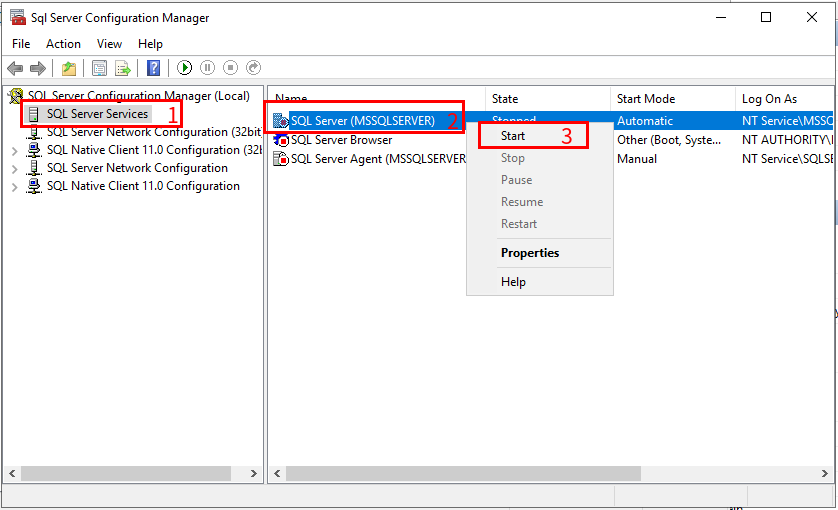 Sql Server Configuration Manager
File Action View Help
SQL Server Configuration Manager (Local)
SQL Server Services 1
SQL Server Network Configuration (32bit)
SQL Native Client 11.0 Configuration (32b
SQL Server Network Configuration
SQL Native Client 11.0 Configuration
Name State Start Mode Log On As
SQL Server (MSSQLSERVER) 2 Stopped Automatic NT Service\MSSQ
SQL Server Browser Other (Boot, Syste... NT AUTHORITY\
SQL Server Agent (MSSQLSERVER Manual NT Service\SQLSE
Start 3
Stop
Pause
Resume
Restart
Properties
Help